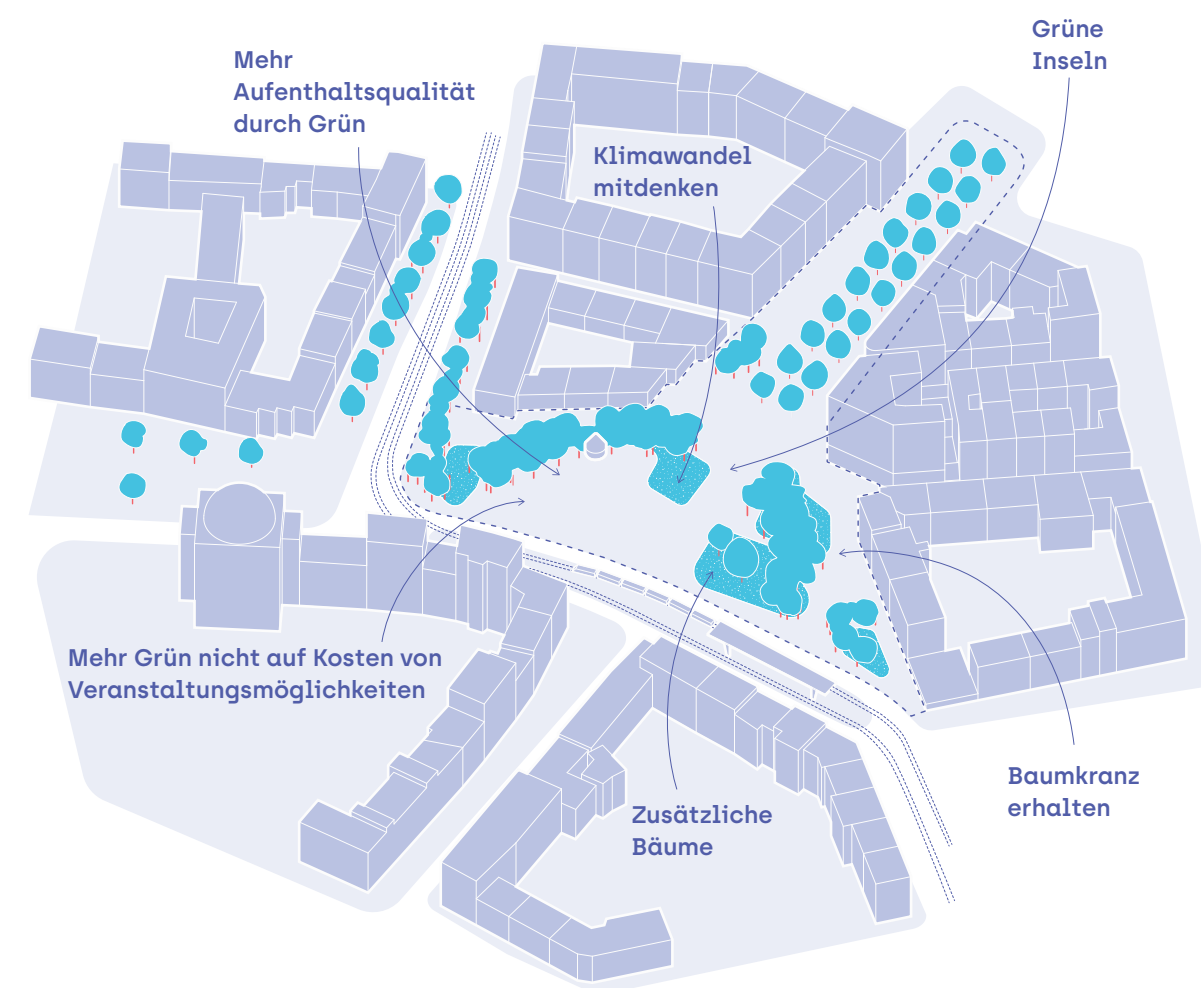 Grüne
Inseln
Mehr
Aufenthaltsqualität
durch Grün
Klimawandel
mitdenken
Mehr Grün nicht auf Kosten von
Veranstaltungsmöglichkeiten
Baumkranz
erhalten
Zusätzliche
Bäume